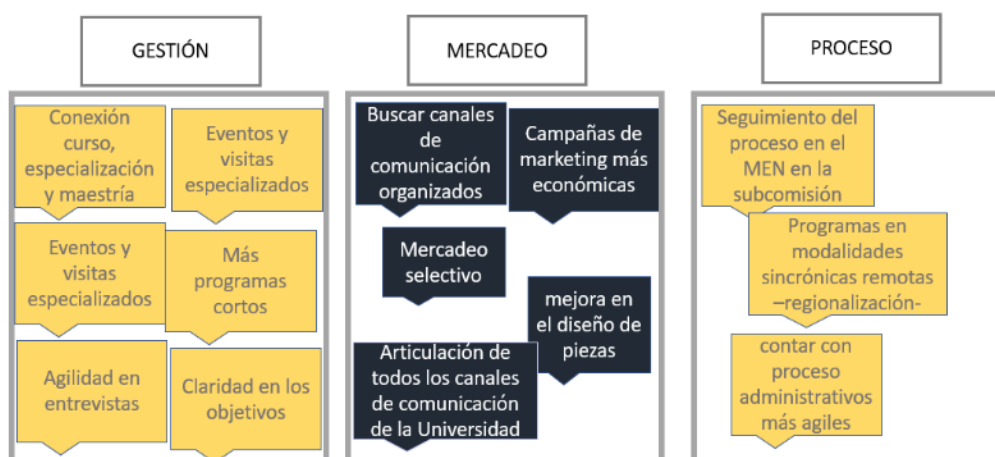 GESTIÓN
Conexión
curso,
especialización
y maestría
Eventos y
visitas
especializados
Eventos y
visitas
especializados
Más
programas
cortos
Agilidad en
entrevistas
Claridad en los
objetivos
MERCADEO
Buscar canales
de
comunicación
organizados
Campañas de
marketing más
económicas
Mercadeo
selectivo
mejora en
el diseño de
piezas
Articulación de
todos los canales
de comunicación
de la Universidad
PROCESO
Seguimiento del
proceso en el
MEN en la
subcomisión
Programas en
modalidades
sincrónicas remotas
–regionalización-
contar con
proceso
administrativos
más agiles